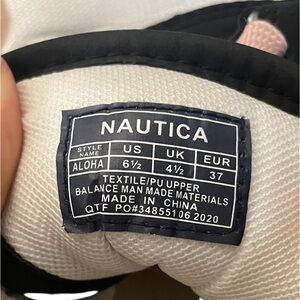 NAUTICA
STYLE NAME US UK EUR
ALOHA 6½ 4½ 37
TEXTILE/PU UPPER
BALANCE MAN MADE MATERIALS
MADE IN CHINA
QTF PO#34855106 2020